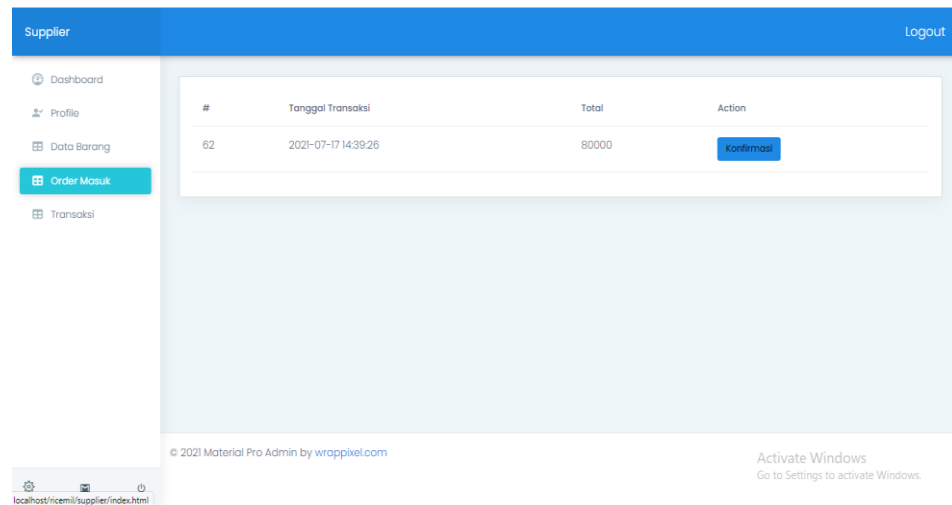 Supplier
Logout
Dashboard
Profile
Data Barang
Order Masuk
Transaksi
# Tanggal Transaksi Total Action
62 2021-07-17 14:39:26 80000 Konfirmasi
© 2021 Material Pro Admin by wrappixel.com
Activate Windows
Go to Settings to activate Windows.
localhost/ricemil/supplier/index.html